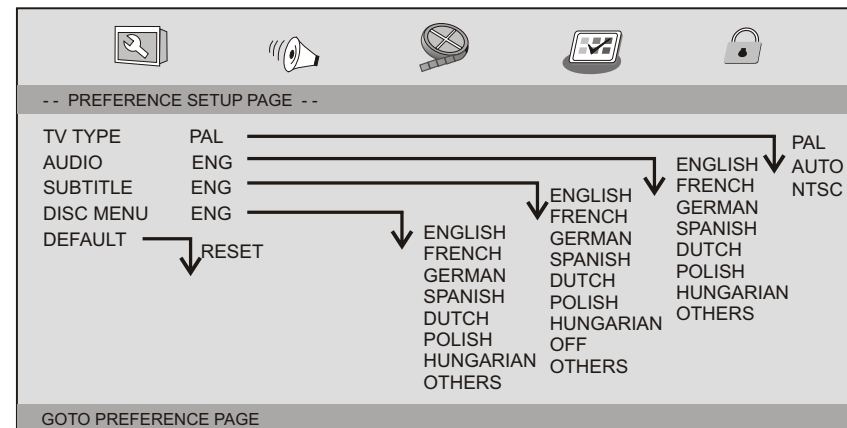 -- PREFERENCE SETUP PAGE --
TV TYPE PAL
AUDIO ENG
SUBTITLE ENG
DISC MENU ENG
DEFAULT
RESET
ENGLISH
FRENCH
GERMAN
SPANISH
DUTCH
POLISH
HUNGARIAN
OTHERS
ENGLISH
FRENCH
GERMAN
SPANISH
DUTCH
POLISH
HUNGARIAN
OFF
OTHERS
ENGLISH
FRENCH
GERMAN
SPANISH
DUTCH
POLISH
HUNGARIAN
OTHERS
PAL
AUTO
NTSC
GOTO PREFERENCE PAGE